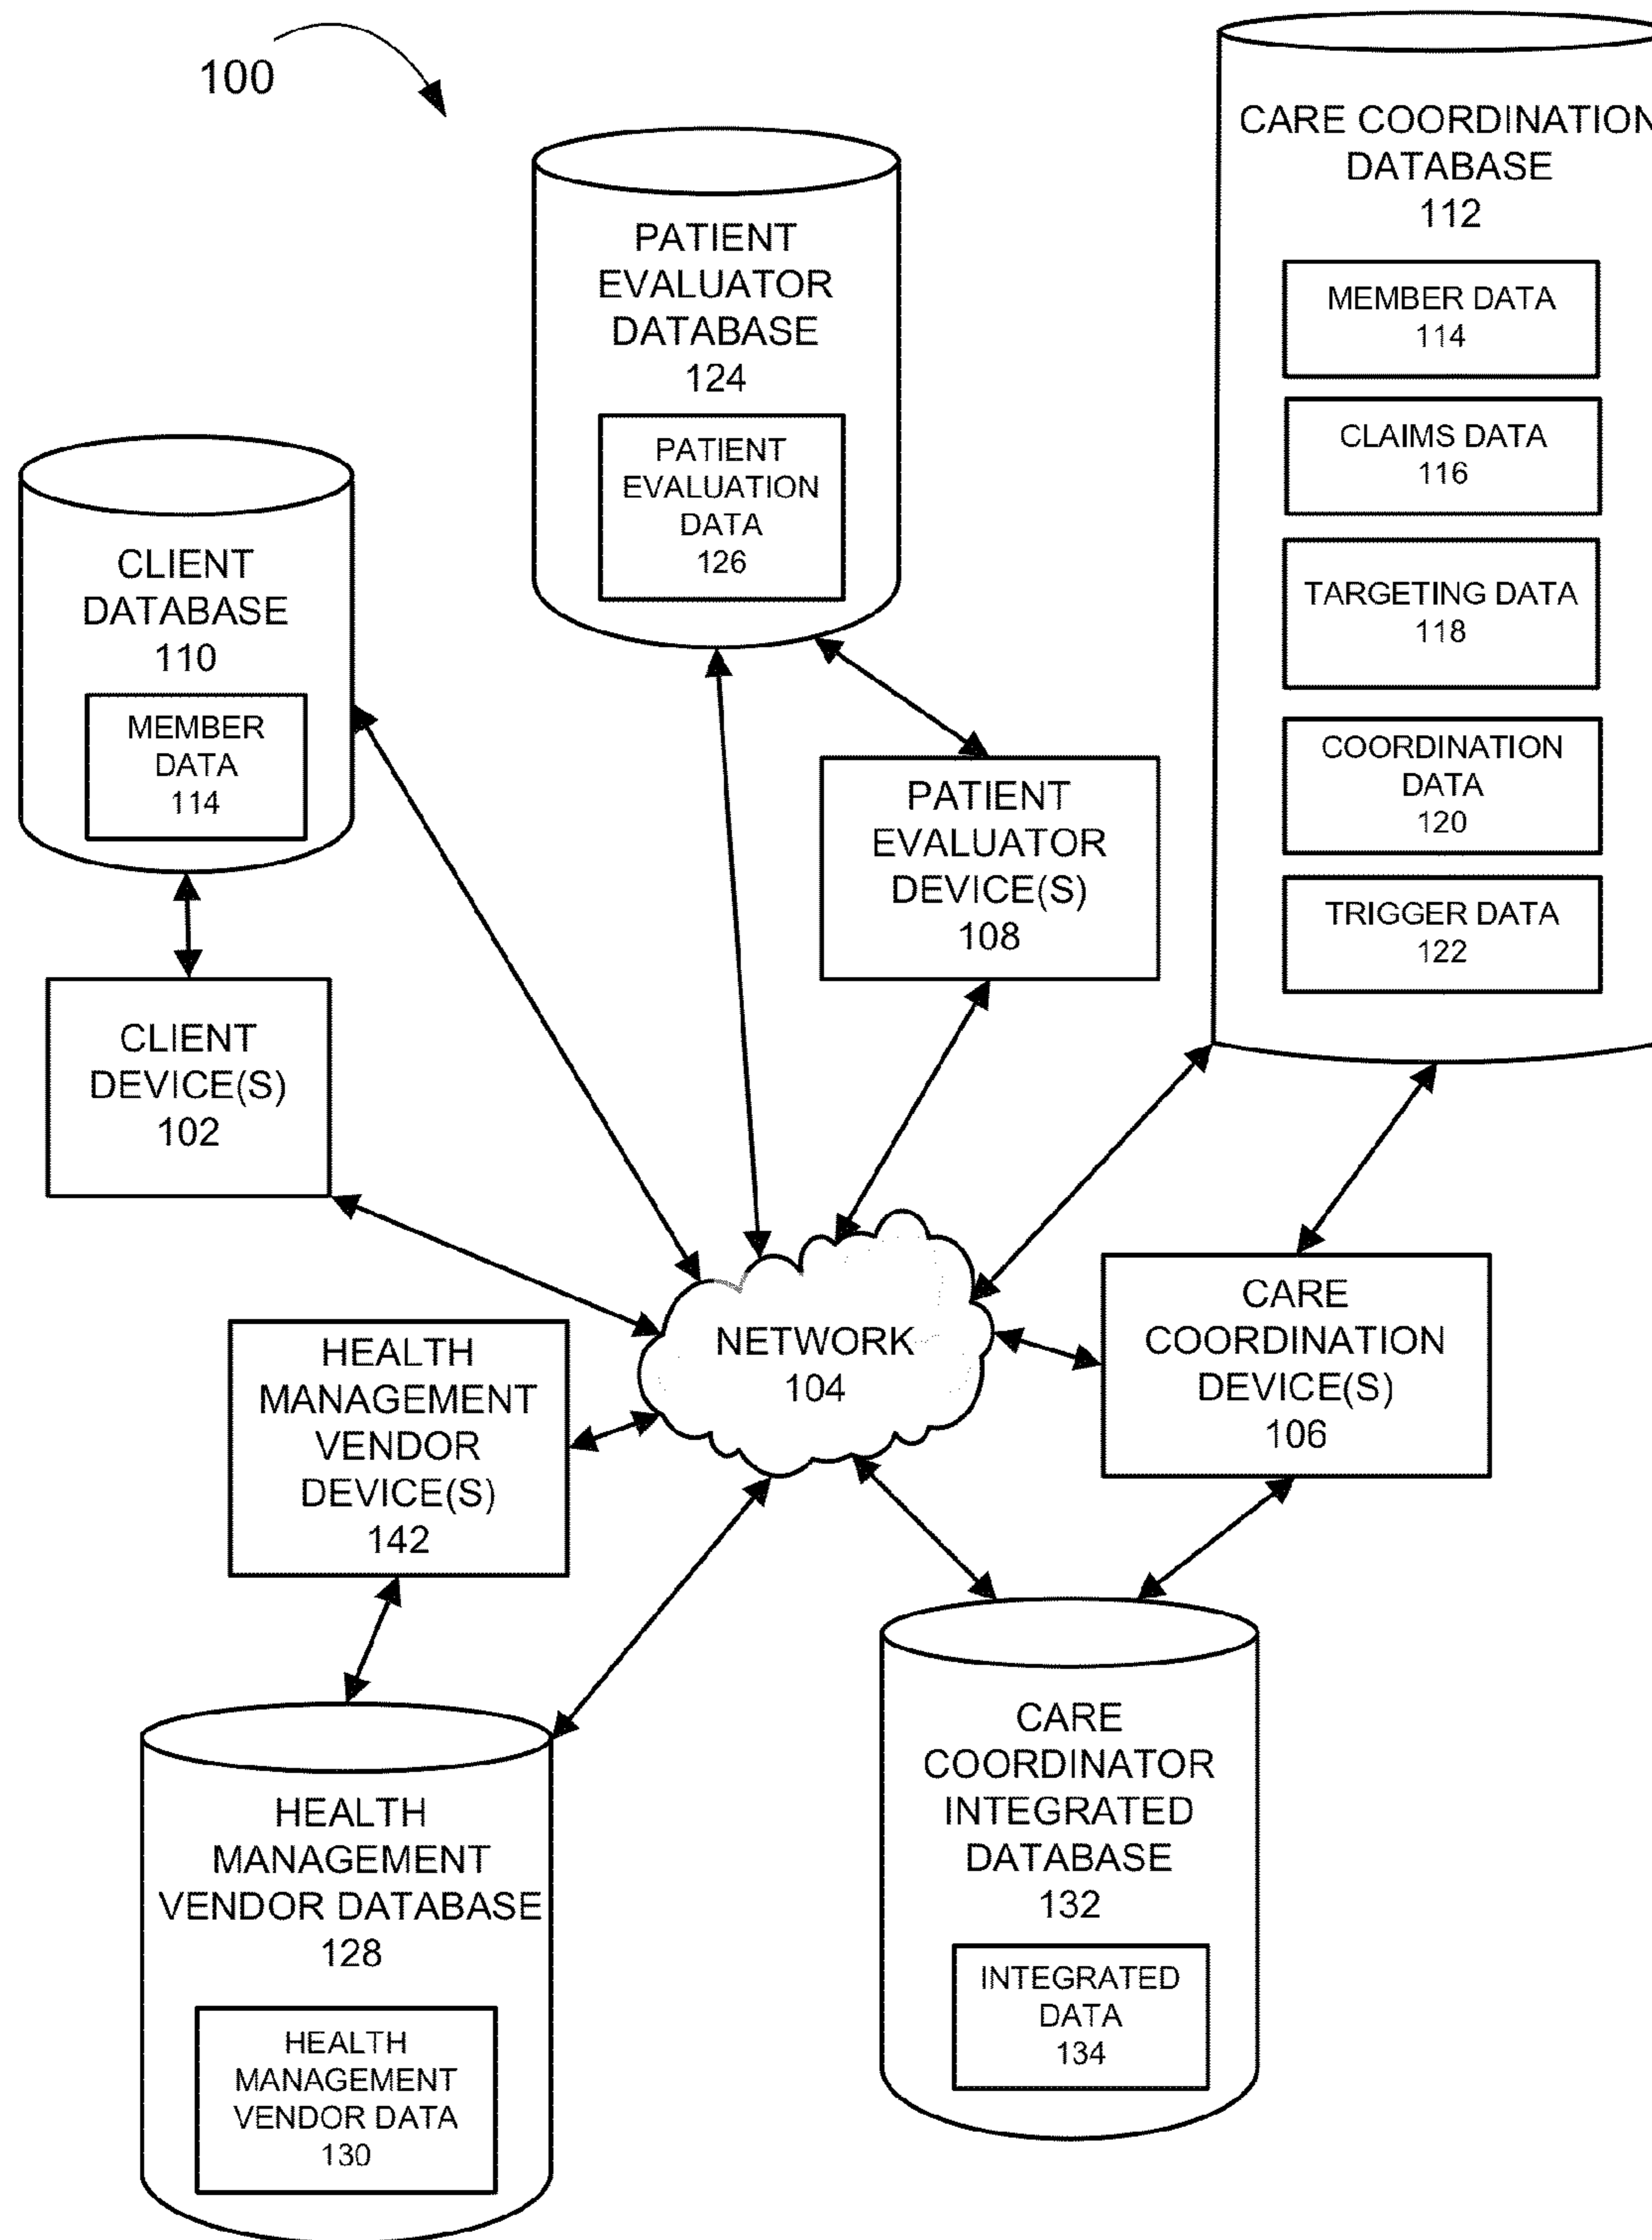 100
CARE COORDINATION
DATABASE
112
MEMBER DATA
114
CLAIMS DATA
116
TARGETING DATA
118
COORDINATION
DATA
120
TRIGGER DATA
122
PATIENT
EVALUATOR
DATABASE
124
PATIENT
EVALUATION
DATA
126
CLIENT
DATABASE
110
MEMBER
DATA
114
PATIENT
EVALUATOR
DEVICE(S)
108
CLIENT
DEVICE(S)
102
NETWORK
104
CARE
COORDINATION
DEVICE(S)
106
HEALTH
MANAGEMENT
VENDOR
DEVICE(S)
142
HEALTH
MANAGEMENT
VENDOR DATABASE
128
HEALTH
MANAGEMENT
VENDOR DATA
130
CARE
COORDINATOR
INTEGRATED
DATABASE
132
INTEGRATED
DATA
134